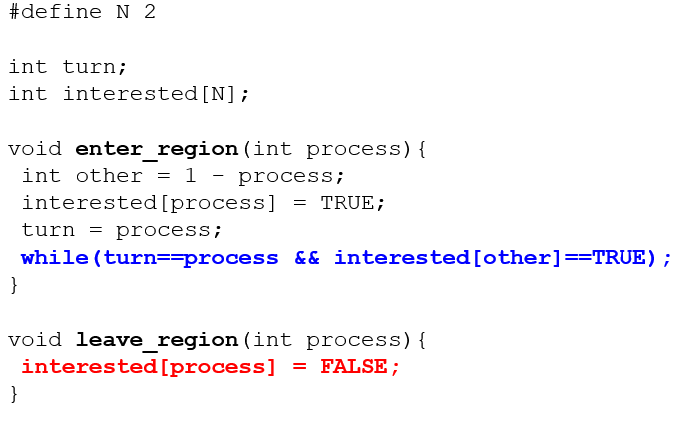 #define N 2
int turn;
int interested[N];
void enter_region(int process){
int other = 1 – process;
interested[process] = TRUE;
turn = process;
while(turn==process && interested[other]==TRUE);
}
void leave_region(int process){
interested[process] = FALSE;
}